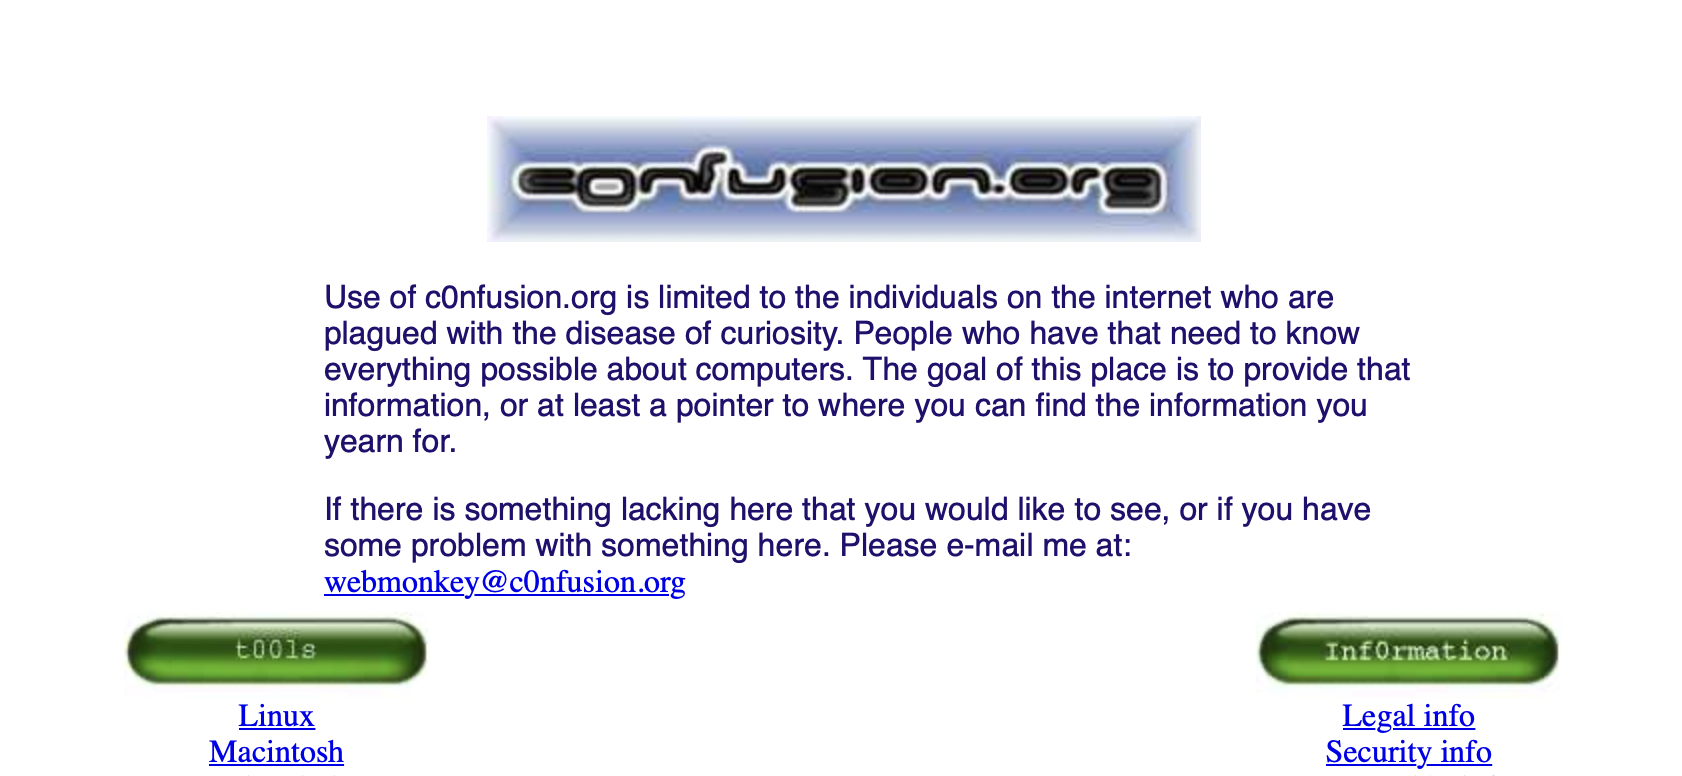 c0nfusion.org
Use of c0nfusion.org is limited to the individuals on the internet who are
plagued with the disease of curiosity. People who have that need to know
everything possible about computers. The goal of this place is to provide that
information, or at least a pointer to where you can find the information you
yearn for.
If there is something lacking here that you would like to see, or if you have
some problem with something here. Please e-mail me at:
webmonkey@c0nfusion.org
t00ls
Inf0rmation
Linux
Legal info
Macintosh
Security info